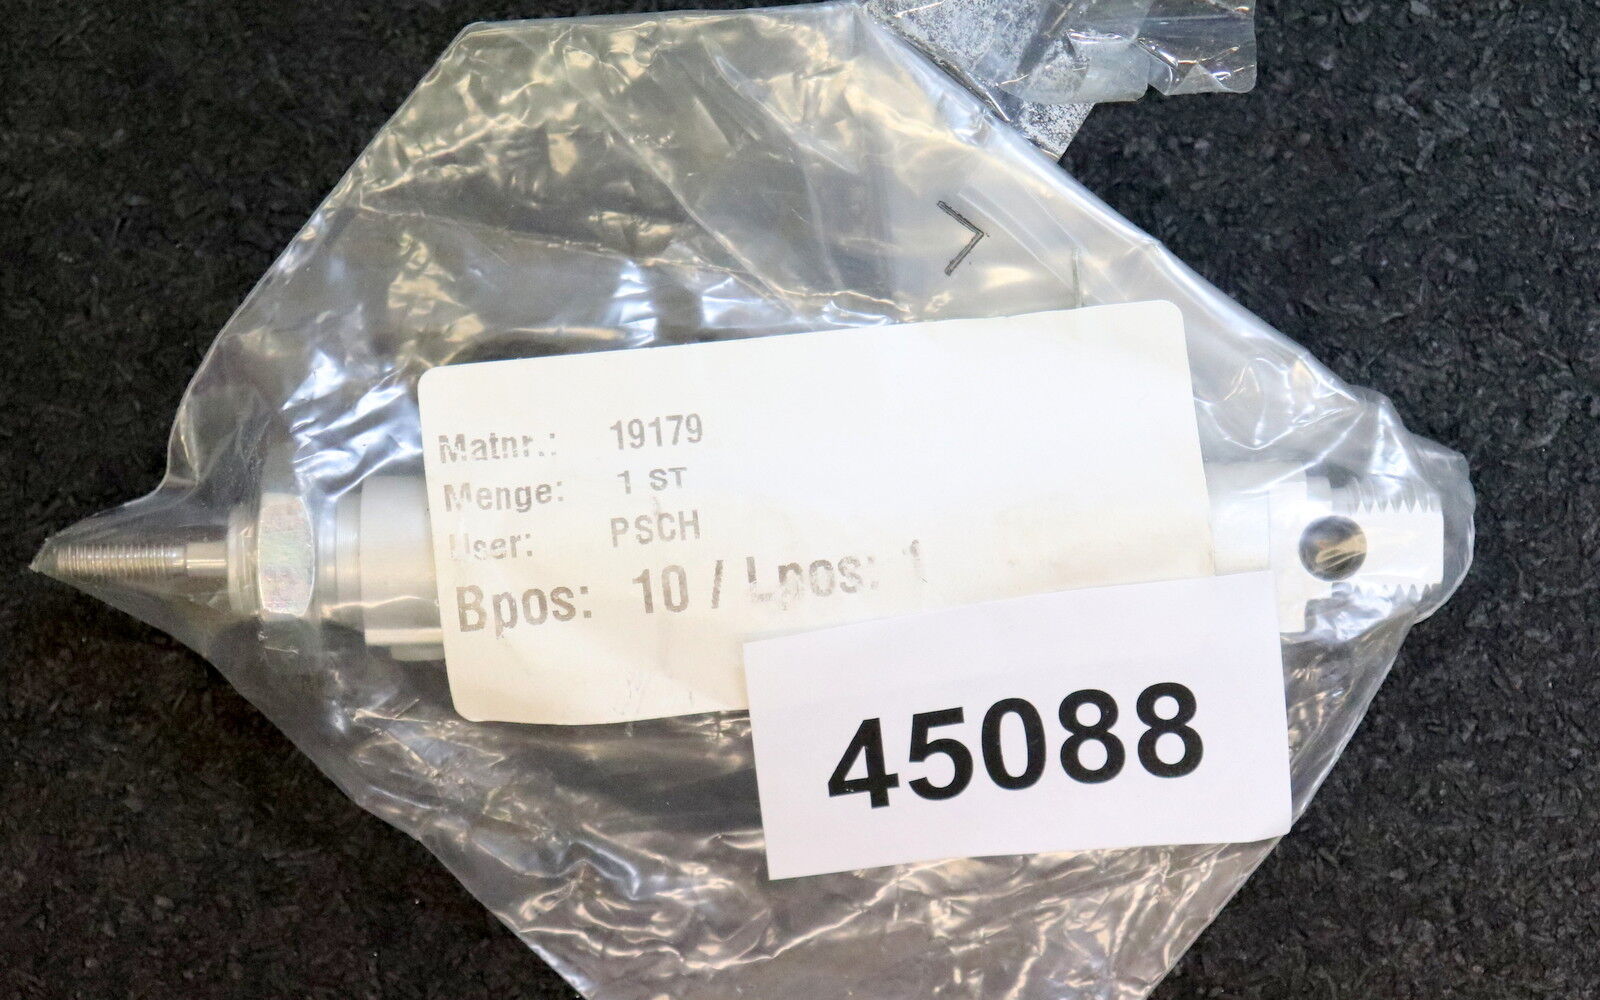 Matnr.: 19179
Menge: 1 ST
User: PSCH
Bpos: 10 / Lpos: 1
45088